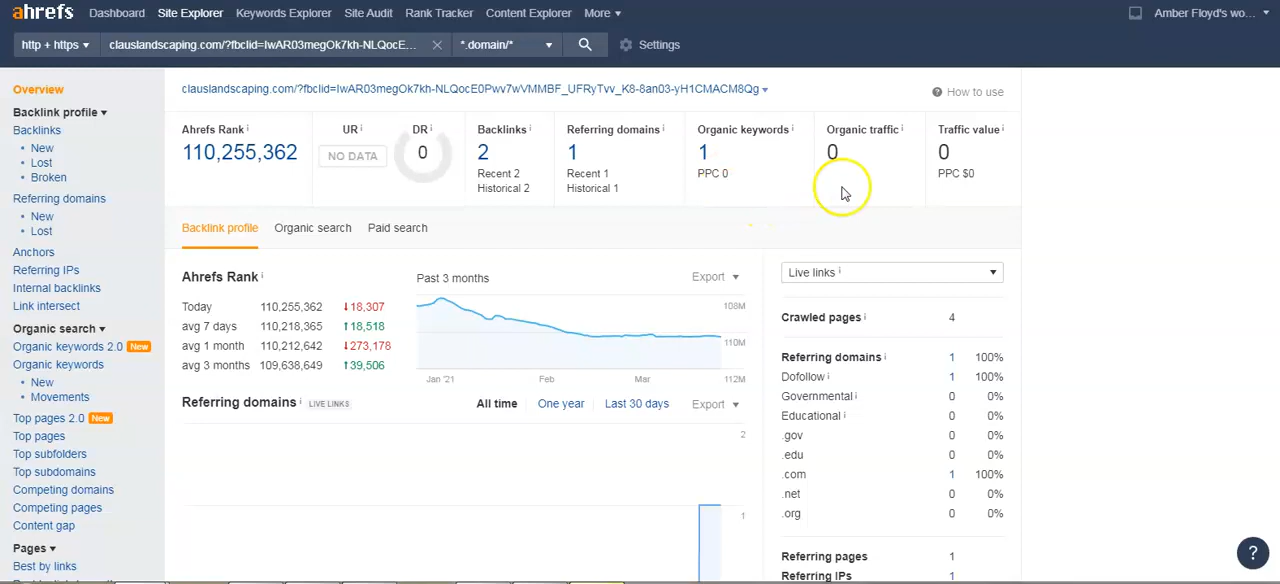 ahrefs Dashboard Site Explorer Keywords Explorer Site Audit Rank Tracker Content Explorer More Amber Floyd's wo...
http + https clauslandscaping.com/?fbclid=IwAR03megOk7kh-NLQocE... *.domain/* Settings
Overview
Backlink profile
Backlinks
New
Lost
Broken
Referring domains
New
Lost
Anchors
Referring IPs
Internal backlinks
Link intersect
Organic search
Organic keywords 2.0 New
Organic keywords
New
Movements
Top pages 2.0 New
Top pages
Top subfolders
Top subdomains
Competing domains
Competing pages
Content gap
Pages
Best by links
clauslandscaping.com/?fbclid=IwAR03megOk7kh-NLQocE0Pwv7wVMMBF_UFRyTvv_K8-8an03-yH1CMACM8Qg
? How to use
Ahrefs Rank i UR i DR i Backlinks i Referring domains i Organic keywords i Organic traffic i Traffic value i
110,255,362 NO DATA 0 2 1 1 0 0
Recent 2 Recent 1 PPC 0 PPC $0
Historical 2 Historical 1
Backlink profile Organic search Paid search
Ahrefs Rank i Past 3 months Export
Today 110,255,362 ↓18,307
avg 7 days 110,218,365 ↑18,518
avg 1 month 110,212,642 ↓273,178
avg 3 months 109,638,649 ↑39,506
108M
110M
112M
Jan '21 Feb Mar
Referring domains i LIVE LINKS All time One year Last 30 days Export
2
1
Live links i
Crawled pages i 4
Referring domains i 1 100%
Dofollow i 1 100%
Governmental i 0 0%
Educational i 0 0%
.gov 0 0%
.edu 0 0%
.com 1 100%
.net 0 0%
.org 0 0%
Referring pages 1
Referring IPs 1
?